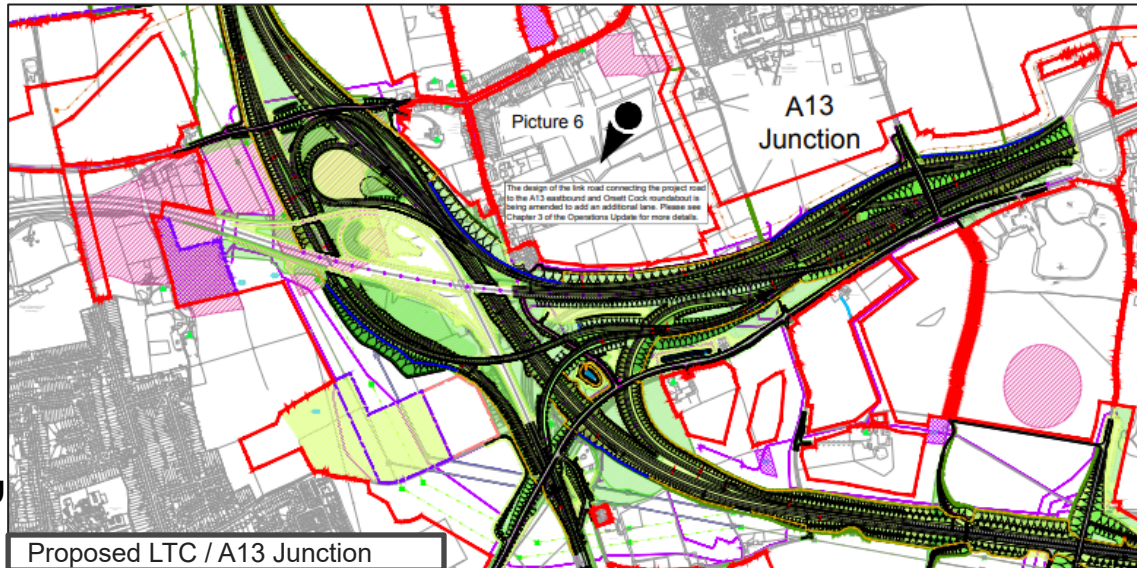 Picture 6
A13
Junction
The design of the link road connecting the project road
to the A13 eastbound and Orsett Cock roundabout is
being amended to add an additional lane. Please see
Chapter 3 of the Operations Update for more details.
Proposed LTC / A13 Junction